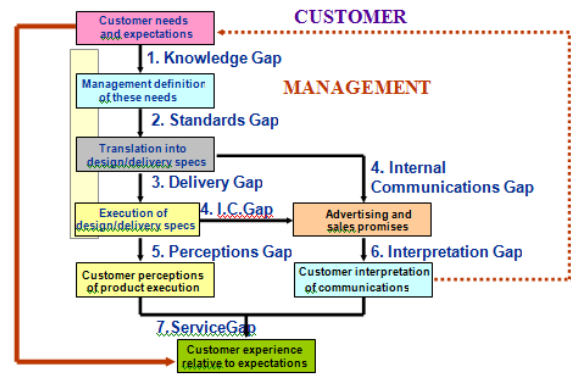 CUSTOMER
Customer needs
and expectations
1. Knowledge Gap
Management definition
of these needs
MANAGEMENT
2. Standards Gap
Translation into
design/delivery specs
3. Delivery Gap
4. Internal
Communications Gap
Execution of
design/delivery specs
4. I.C.Gap
Advertising and
sales promises
5. Perceptions Gap
6. Interpretation Gap
Customer perceptions
of product execution
Customer interpretation
of communications
7.ServiceGap
Customer experience
relative to expectations